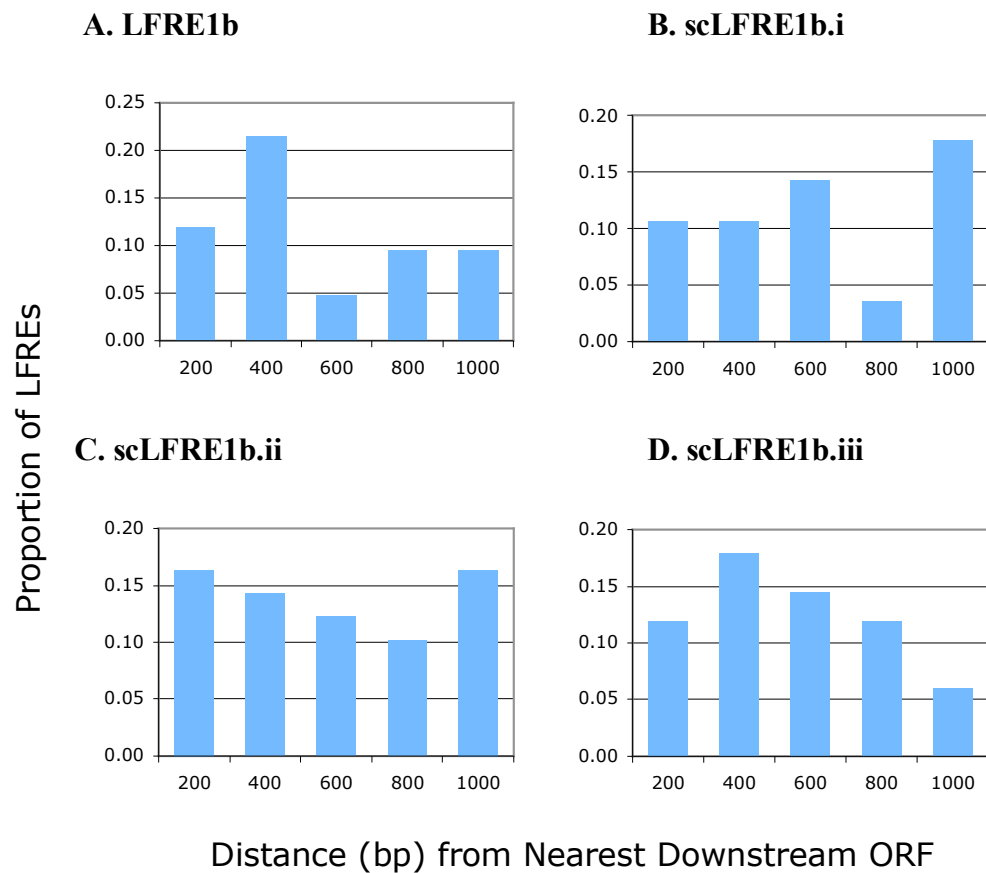 A. LFRE1b
B. scLFRE1b.i
0.25
0.20
0.15
0.10
0.05
0.00
200 400 600 800 1000
0.20
0.15
0.10
0.05
0.00
200 400 600 800 1000
Proportion of LFREs
C. scLFRE1b.ii
D. scLFRE1b.iii
0.20
0.15
0.10
0.05
0.00
200 400 600 800 1000
0.20
0.15
0.10
0.05
0.00
200 400 600 800 1000
Distance (bp) from Nearest Downstream ORF